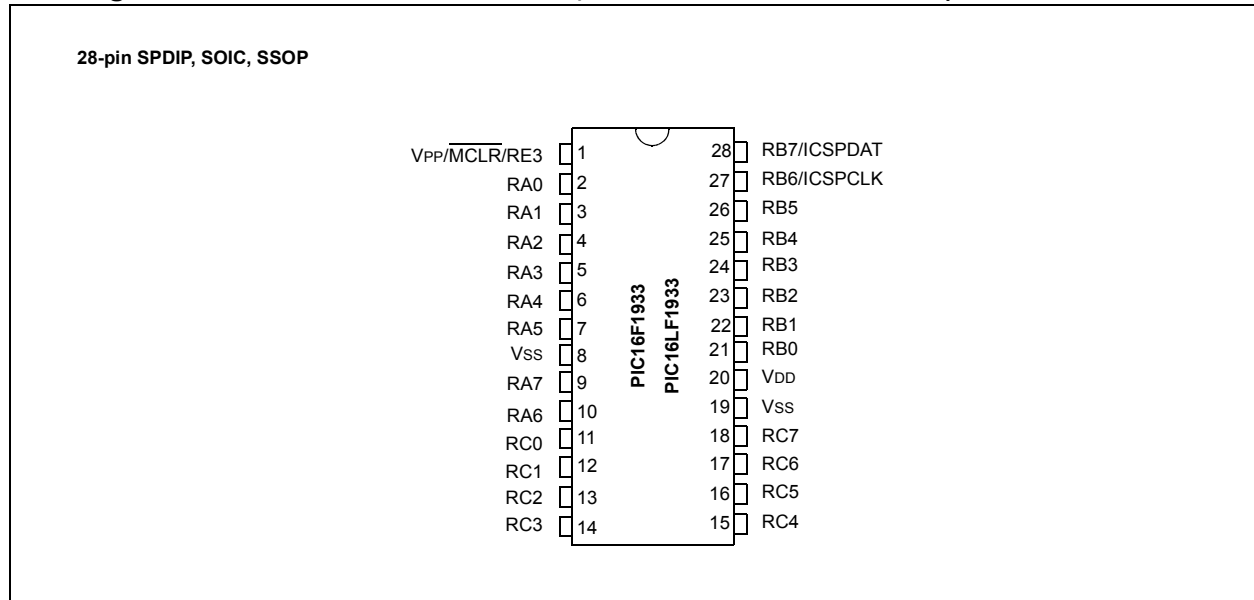 28-pin SPDIP, SOIC, SSOP
VPP/MCLR/RE3 1 28 RB7/ICSPDAT
RA0 2 27 RB6/ICSPCLK
RA1 3 26 RB5
RA2 4 25 RB4
RA3 5 24 RB3
RA4 6 23 RB2
RA5 7 22 RB1
VSS 8 21 RB0
RA7 9 20 VDD
RA6 10 19 VSS
RC0 11 18 RC7
RC1 12 17 RC6
RC2 13 16 RC5
RC3 14 15 RC4
PIC16F1933
PIC16LF1933